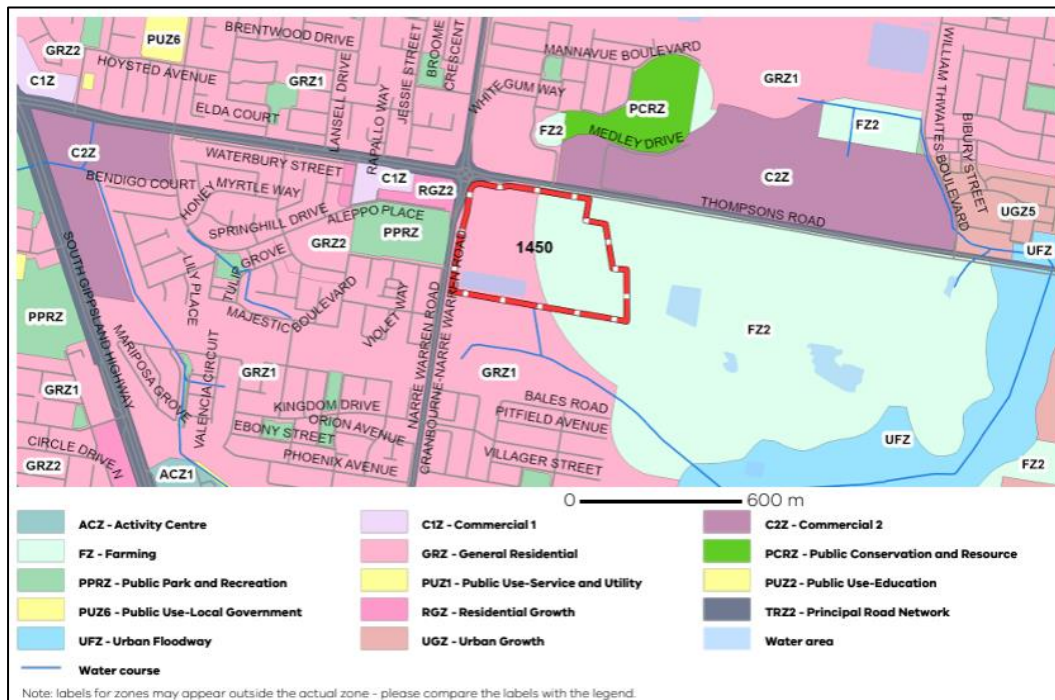 BRENTWOOD DRIVE
GRZ2
PUZ6
HOYSTED AVENUE
C1Z
GRZ1
ELDA COURT
LANSELL DRIVE
RAPALLO WAY
JESSIE STREET
BROOME
CRESCENT
WHITE GUM WAY
MANNAVUE BOULEVARD
GRZ1
PCRZ
FZ2
MEDLEY DRIVE
FZ2
WILLIAM THWAITES BOULEVARD
BIBURY STREET
C2Z
WATERBURY STREET
C1Z
RGZ2
C2Z
BENDIGO COURT
MYRTLE WAY
HONEY
ALEPPO PLACE
SPRINGHILL DRIVE
GRZ2
PPRZ
THOMPSONS ROAD
UGZ5
UFZ
1450
SOUTH GIPPSLAND HIGHWAY
LILY PLACE
TULIP GROVE
MAJESTIC BOULEVARD
VIOLET WAY
NARRE WARREN ROAD
CRANBOURNE-NARRE WARREN ROAD
PPRZ
FZ2
MARIPOSA GROVE
VALENCIA CIRCUIT
GRZ1
GRZ1
GRZ1
KINGDOM DRIVE
ORION AVENUE
EBONY STREET
PHOENIX AVENUE
BALES ROAD
PITFIELD AVENUE
VILLAGER STREET
UFZ
FZ2
CIRCLE DRIVE N
GRZ2
ACZ1
0 600 m
ACZ - Activity Centre
C1Z - Commercial 1
C2Z - Commercial 2
FZ - Farming
GRZ - General Residential
PCRZ - Public Conservation and Resource
PPRZ - Public Park and Recreation
PUZ1 - Public Use-Service and Utility
PUZ2 - Public Use-Education
PUZ6 - Public Use-Local Government
RGZ - Residential Growth
TRZ2 - Principal Road Network
UFZ - Urban Floodway
UGZ - Urban Growth
Water area
Water course
Note: labels for zones may appear outside the actual zone - please compare the labels with the legend.